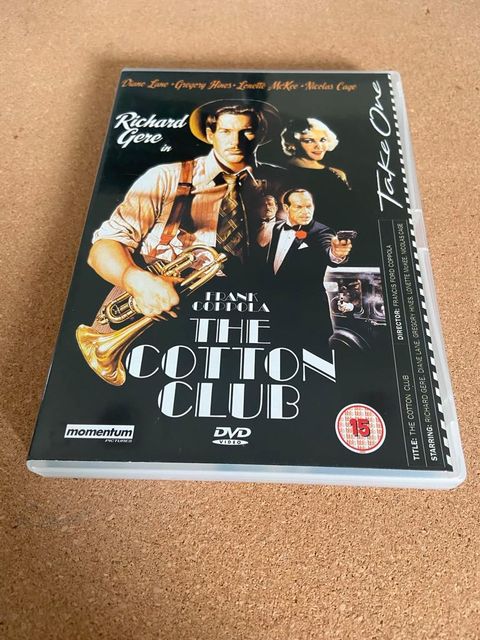 Diane Lane • Gregory Hines • Lonette McKee • Nicolas Cage
Richard
Gere
in
FRANK
COPPOLA
THE
COTTON
CLUB
momentum
PICTURES
DVD
VIDEO
15
Take One
TITLE: THE COTTON CLUB
DIRECTOR: FRANCIS FORD COPPOLA
STARRING: RICHARD GERE, DIANE LANE, GREGORY HINES, LONETTE MCKEE, NICOLAS CAGE